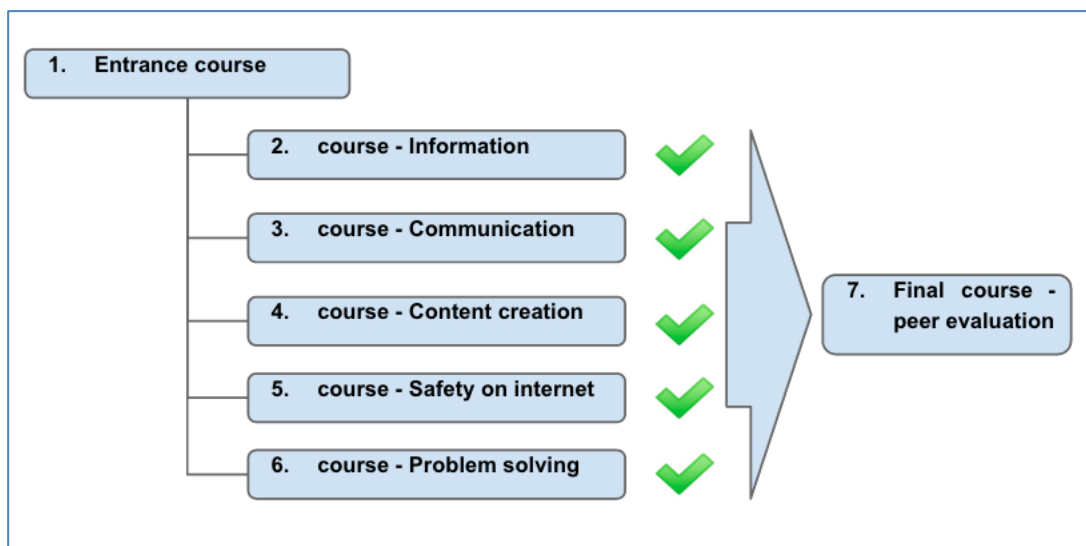 1. Entrance course
2. course - Information
3. course - Communication
4. course - Content creation
5. course - Safety on internet
6. course - Problem solving
7. Final course -
peer evaluation